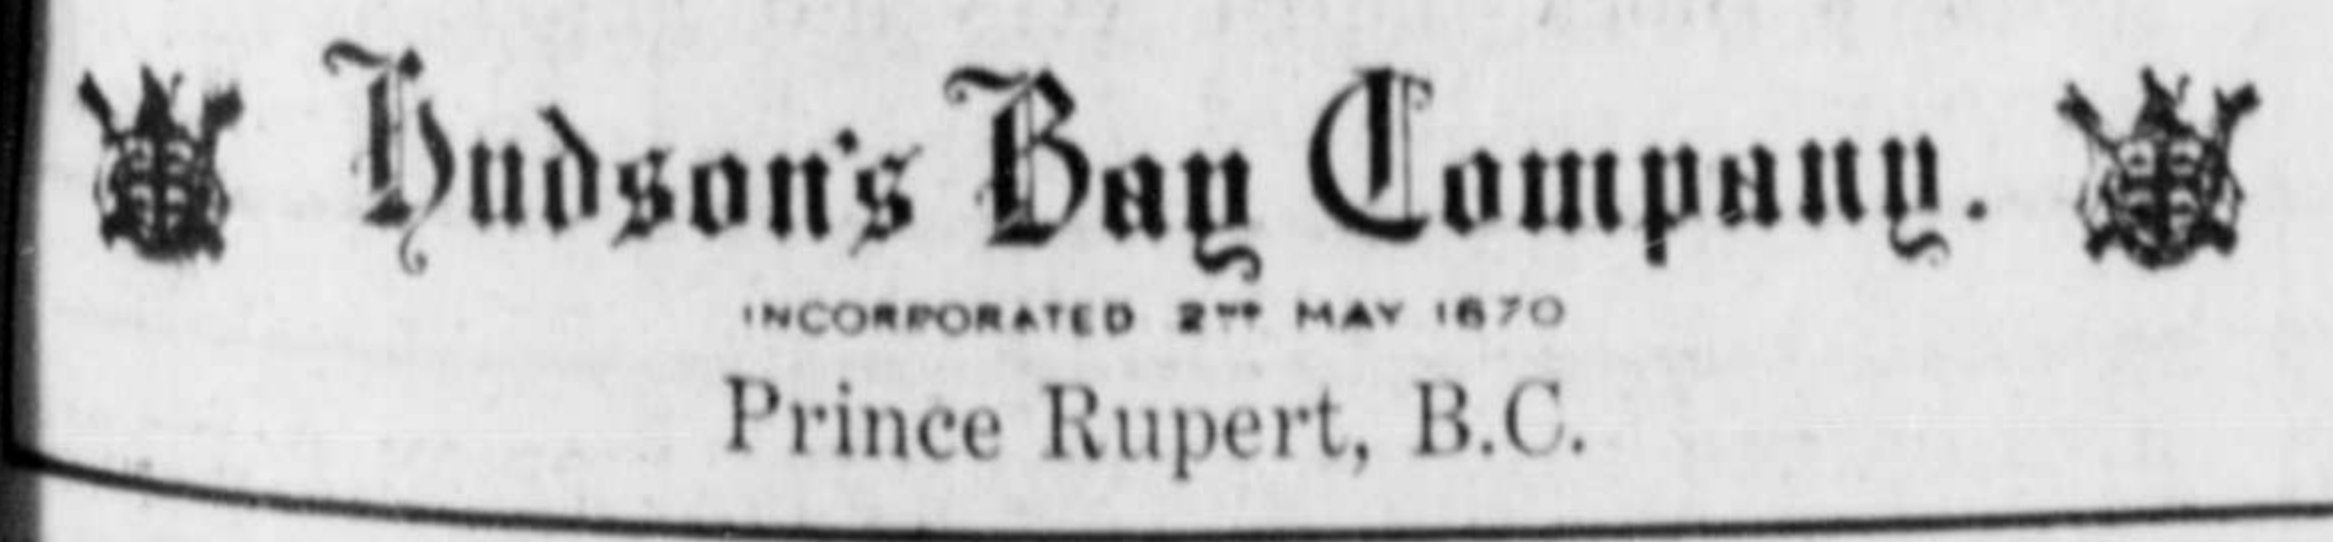 Hudson's Bay Company.
INCORPORATED 2ND MAY 1670
Prince Rupert, B.C.